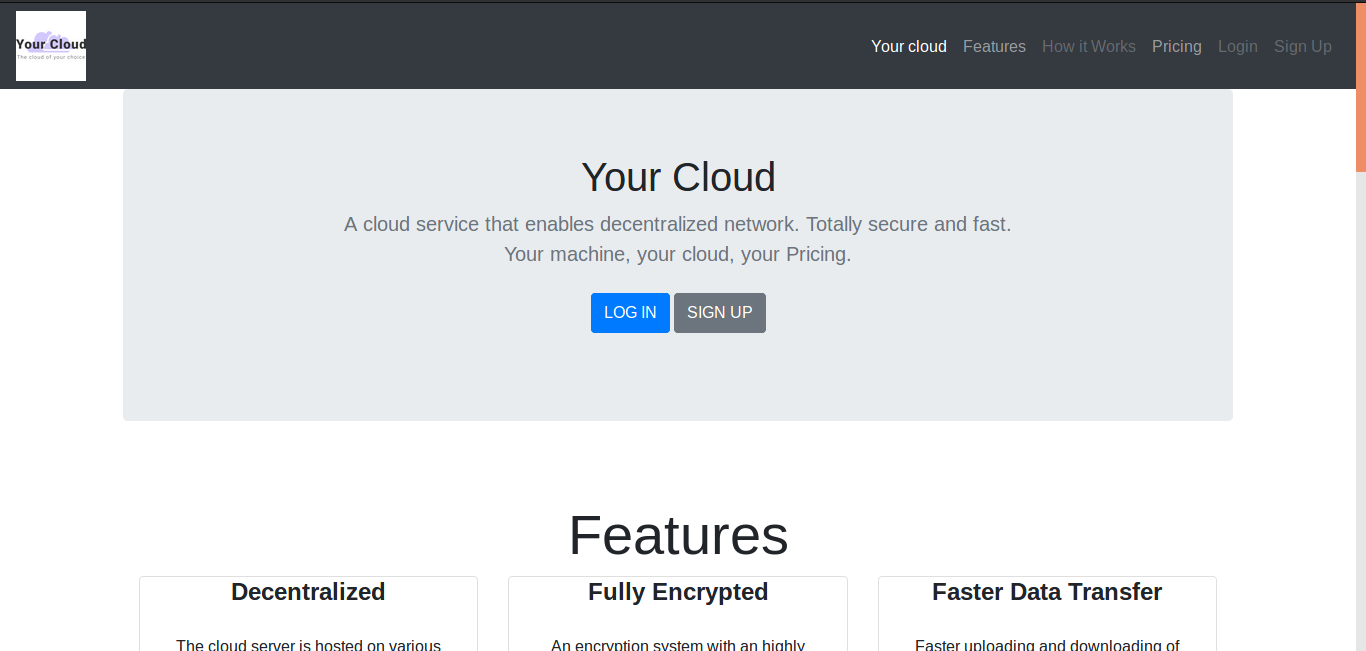 Your Cloud
The cloud of your choice
Your cloud Features How it Works Pricing Login Sign Up
Your Cloud
A cloud service that enables decentralized network. Totally secure and fast.
Your machine, your cloud, your Pricing.
LOG IN SIGN UP
Features
Decentralized Fully Encrypted Faster Data Transfer
The cloud server is hosted on various An encryption system with an highly Faster uploading and downloading of